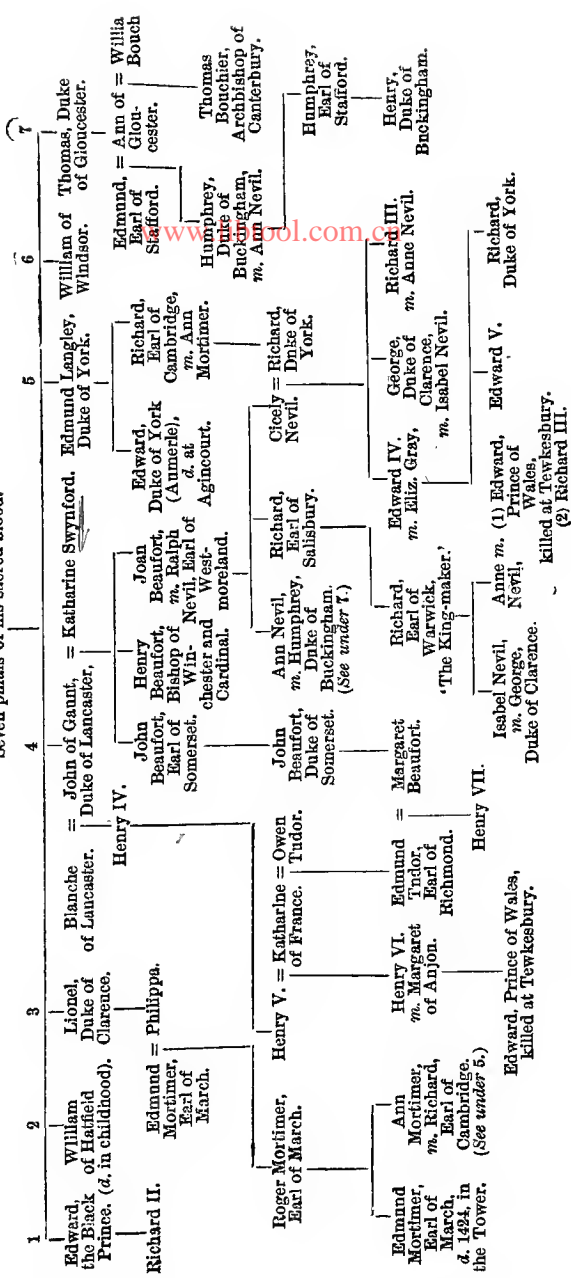 seven phials of his sacred blood.'
1
Edward,
the Black
Prince.
Richard II.
2
William
of Hatfield
(d. in childhood).
3
Lionel,
Duke of
Clarence.
Edmund = Philippa.
Mortimer,
Earl of
March.
Roger Mortimer,
Earl of March.
Edmund
Mortimer,
Earl of
March,
d. 1424, in
the Tower.
Ann
Mortimer,
m. Richard,
Earl of
Cambridge.
(See under 5.)
4
Blanche = John of Gaunt, = Katharine Swynford.
of Lancaster. Duke of Lancaster,
Henry IV.
Henry V. = Katharine = Owen
of France. Tudor.
Henry VI.
m. Margaret
of Anjou.
Edward, Prince of Wales,
killed at Tewkesbury.
Edmund = Margaret
Tudor, Beaufort.
Earl of
Richmond.
Henry VII.
John
Beaufort,
Earl of
Somerset.
John
Beaufort,
Duke of
Somerset.
Henry
Beaufort,
Bishop of
Win-
chester and
Cardinal.
Joan
Beaufort,
m. Ralph
Nevil, Earl of
West-
moreland.
Ann Nevil,
m. Humphrey,
Duke of
Buckingham.
(See under 7.)
Richard,
Earl of
Salisbury.
Richard,
Earl of
Warwick,
'The King-maker.'
Isabel Nevil,
m. George,
Duke of Clarence.
Anne m. (1) Edward,
Nevil, Prince of
Wales,
killed at Tewkesbury.
(2) Richard III.
5
Edmund Langley,
Duke of York.
Edward,
Duke of York
(Aumerle),
d. at
Agincourt.
Richard,
Earl of
Cambridge,
m. Ann
Mortimer.
Cicely = Richard,
Nevil. Duke of
York.
Edward IV.
m. Eliz. Gray,
George,
Duke of
Clarence,
m. Isabel Nevil.
Richard III.
m. Anne Nevil.
Edward V.
Richard,
Duke of York.
6
William of
Windsor.
7
Thomas, Duke
of Gloucester.
Edmund, = Ann of = Willia
Earl of Glou- Bouch
Stafford. cester.
Humphrey,
Duke of
Buckingham,
m. Ann Nevil.
Thomas
Bouchier,
Archbishop of
Canterbury.
Humphrey,
Earl of
Stafford.
Henry,
Duke of
Buckingham.
www.libtool.com.cn